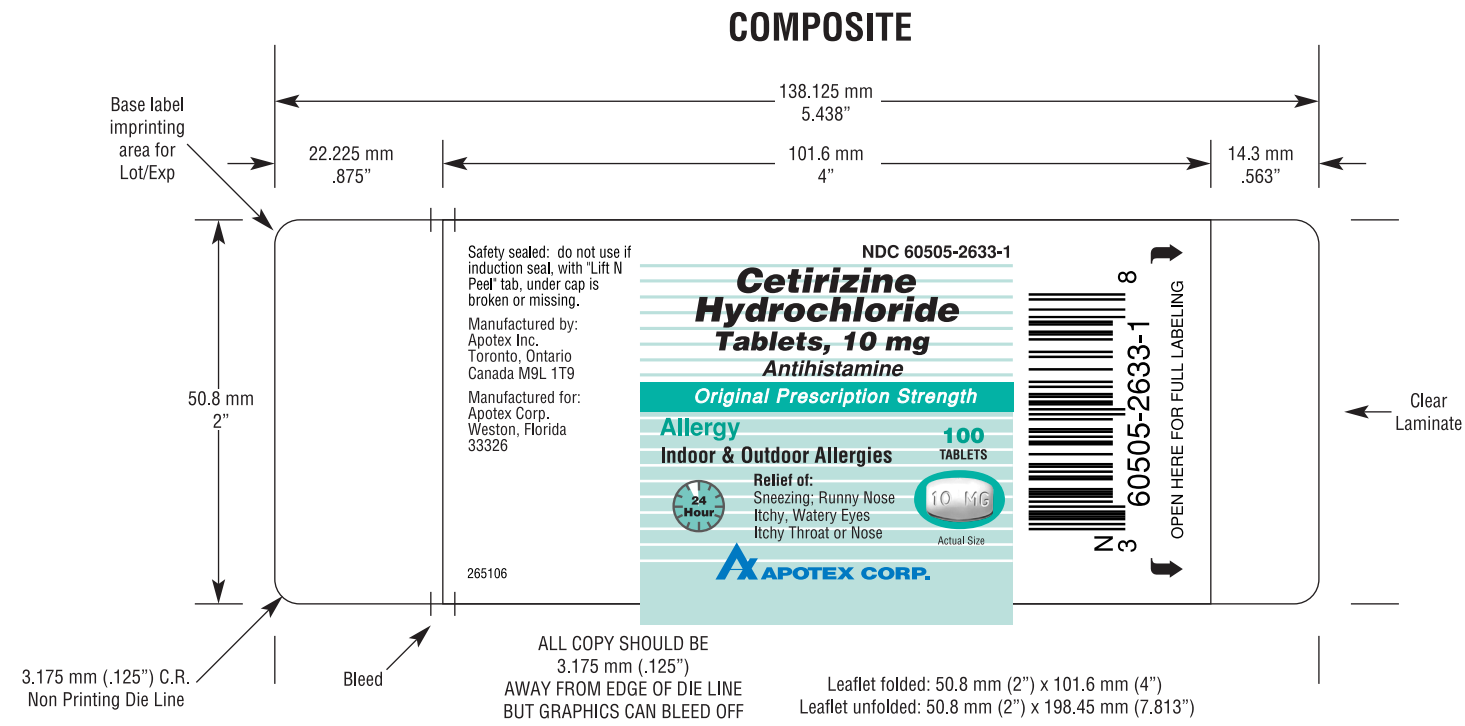 COMPOSITE
138.125 mm
5.438”
Base label
imprinting
area for
Lot/Exp
22.225 mm
.875”
101.6 mm
4”
14.3 mm
.563”
50.8 mm
2”
Safety sealed: do not use if
induction seal, with "Lift N
Peel" tab, under cap is
broken or missing.
Manufactured by:
Apotex Inc.
Toronto, Ontario
Canada M9L 1T9
Manufactured for:
Apotex Corp.
Weston, Florida
33326
265106
NDC 60505-2633-1
Cetirizine
Hydrochloride
Tablets, 10 mg
Antihistamine
Original Prescription Strength
Allergy
100
TABLETS
Indoor & Outdoor Allergies
24
Hour
Relief of:
Sneezing; Runny Nose
Itchy, Watery Eyes
Itchy Throat or Nose
10 MG
Actual Size
APOTEX CORP.
N
3
60505-2633-1
8
OPEN HERE FOR FULL LABELING
Clear
Laminate
3.175 mm (.125”) C.R.
Non Printing Die Line
Bleed
ALL COPY SHOULD BE
3.175 mm (.125”)
AWAY FROM EDGE OF DIE LINE
BUT GRAPHICS CAN BLEED OFF
Leaflet folded: 50.8 mm (2”) x 101.6 mm (4”)
Leaflet unfolded: 50.8 mm (2”) x 198.45 mm (7.813”)